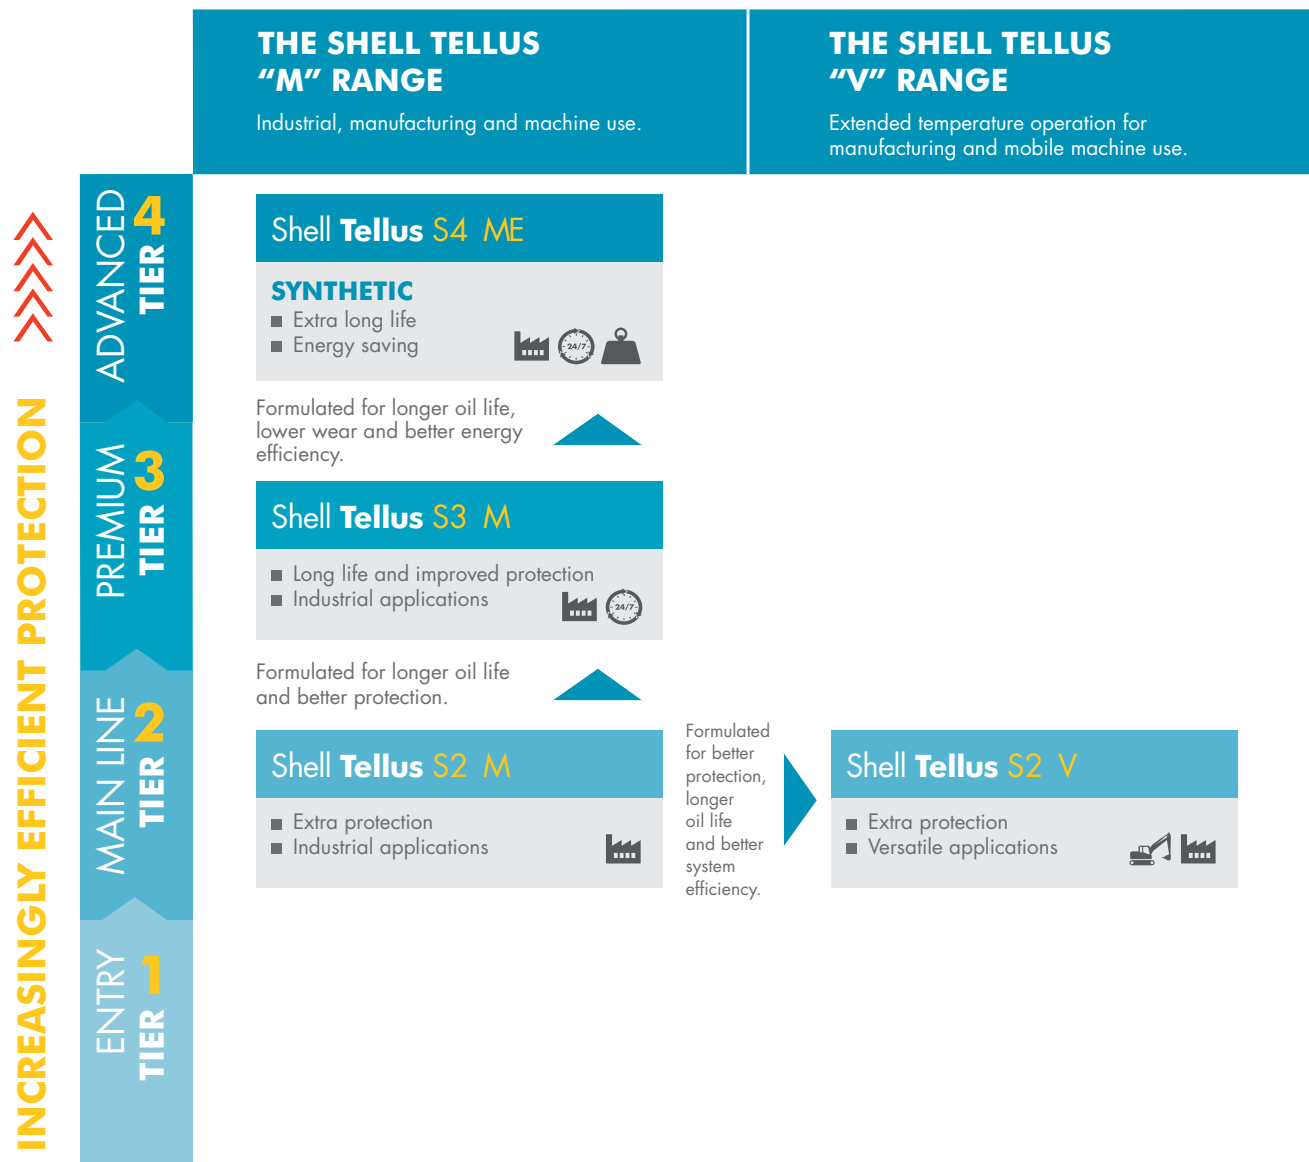 THE SHELL TELLUS
“M” RANGE
Industrial, manufacturing and machine use.
THE SHELL TELLUS
“V” RANGE
Extended temperature operation for
manufacturing and mobile machine use.
INCREASINGLY EFFICIENT PROTECTION
ADVANCED
TIER 4
Shell Tellus S4 ME
SYNTHETIC
Extra long life
Energy saving
24/7
Formulated for longer oil life,
lower wear and better energy
efficiency.
PREMIUM
TIER 3
Shell Tellus S3 M
Long life and improved protection
Industrial applications
24/7
Formulated for longer oil life
and better protection.
MAIN LINE
TIER 2
Shell Tellus S2 M
Extra protection
Industrial applications
Formulated
for better
protection,
longer
oil life
and better
system
efficiency.
Shell Tellus S2 V
Extra protection
Versatile applications
ENTRY
TIER 1